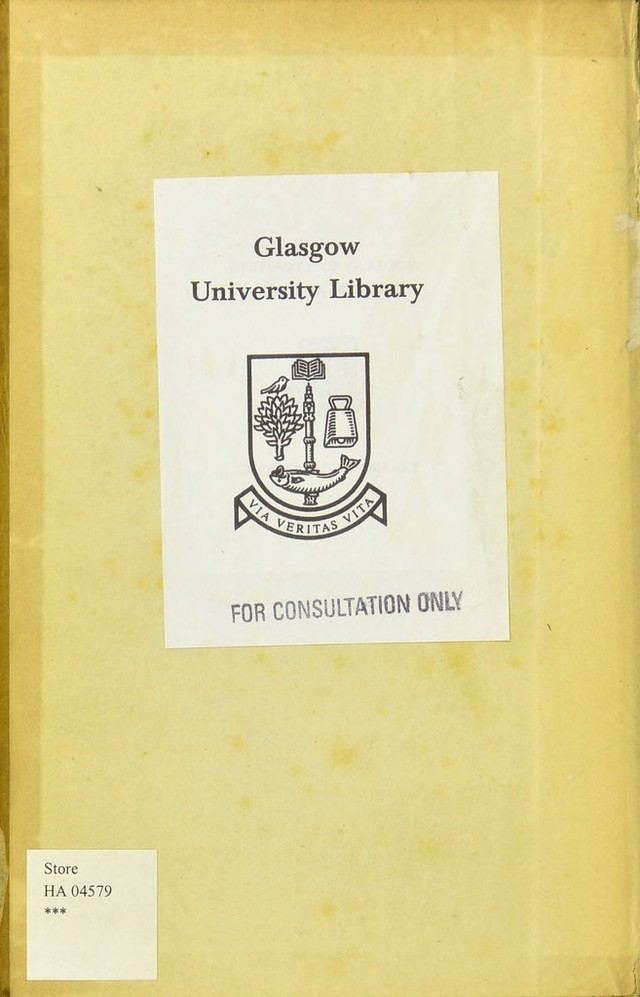 Glasgow
University Library
VIA VERITAS VITA
FOR CONSULTATION ONLY
Store
HA 04579
***